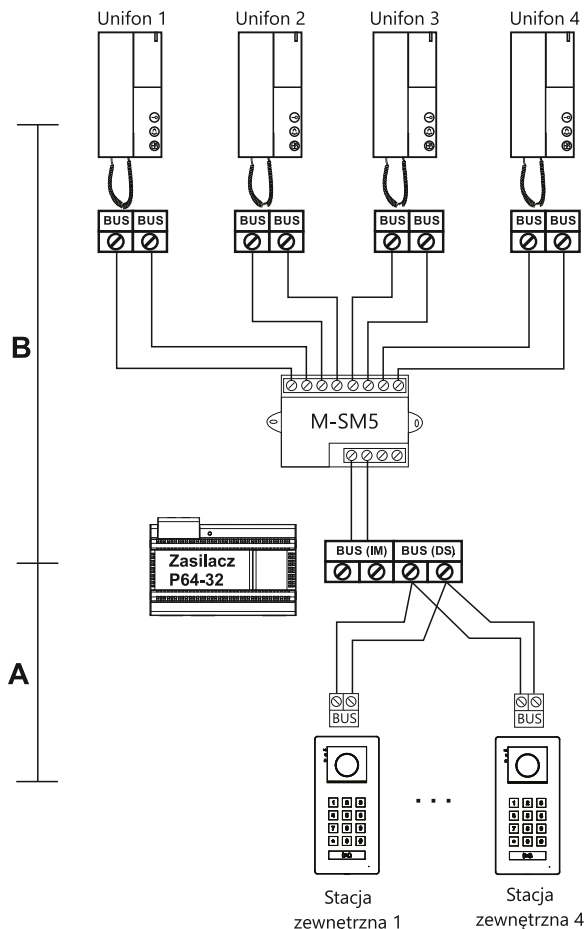 Unifon 1 Unifon 2 Unifon 3 Unifon 4
BUS BUS BUS BUS BUS BUS BUS BUS
B
M-SM5
BUS (IM) BUS (DS)
Zasilacz
P64-32
A
BUS BUS
...
Stacja
zewnetrzna 1
Stacja
zewnętrzna 4